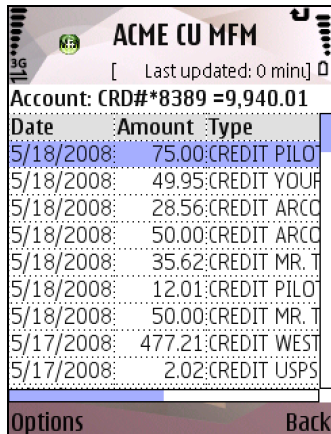 ACME CU MFM
3G
[ Last updated: 0 minu]
Account: CRD#*8389 =9,940.01
Date Amount Type
5/18/2008 75.00 CREDIT PILOT
5/18/2008 49.95 CREDIT YOUR
5/18/2008 28.56 CREDIT ARCO
5/18/2008 50.00 CREDIT ARCO
5/18/2008 35.62 CREDIT MR. T
5/18/2008 12.01 CREDIT PILOT
5/18/2008 50.00 CREDIT MR. T
5/17/2008 477.21 CREDIT WEST
5/17/2008 2.02 CREDIT USPS
Options Back